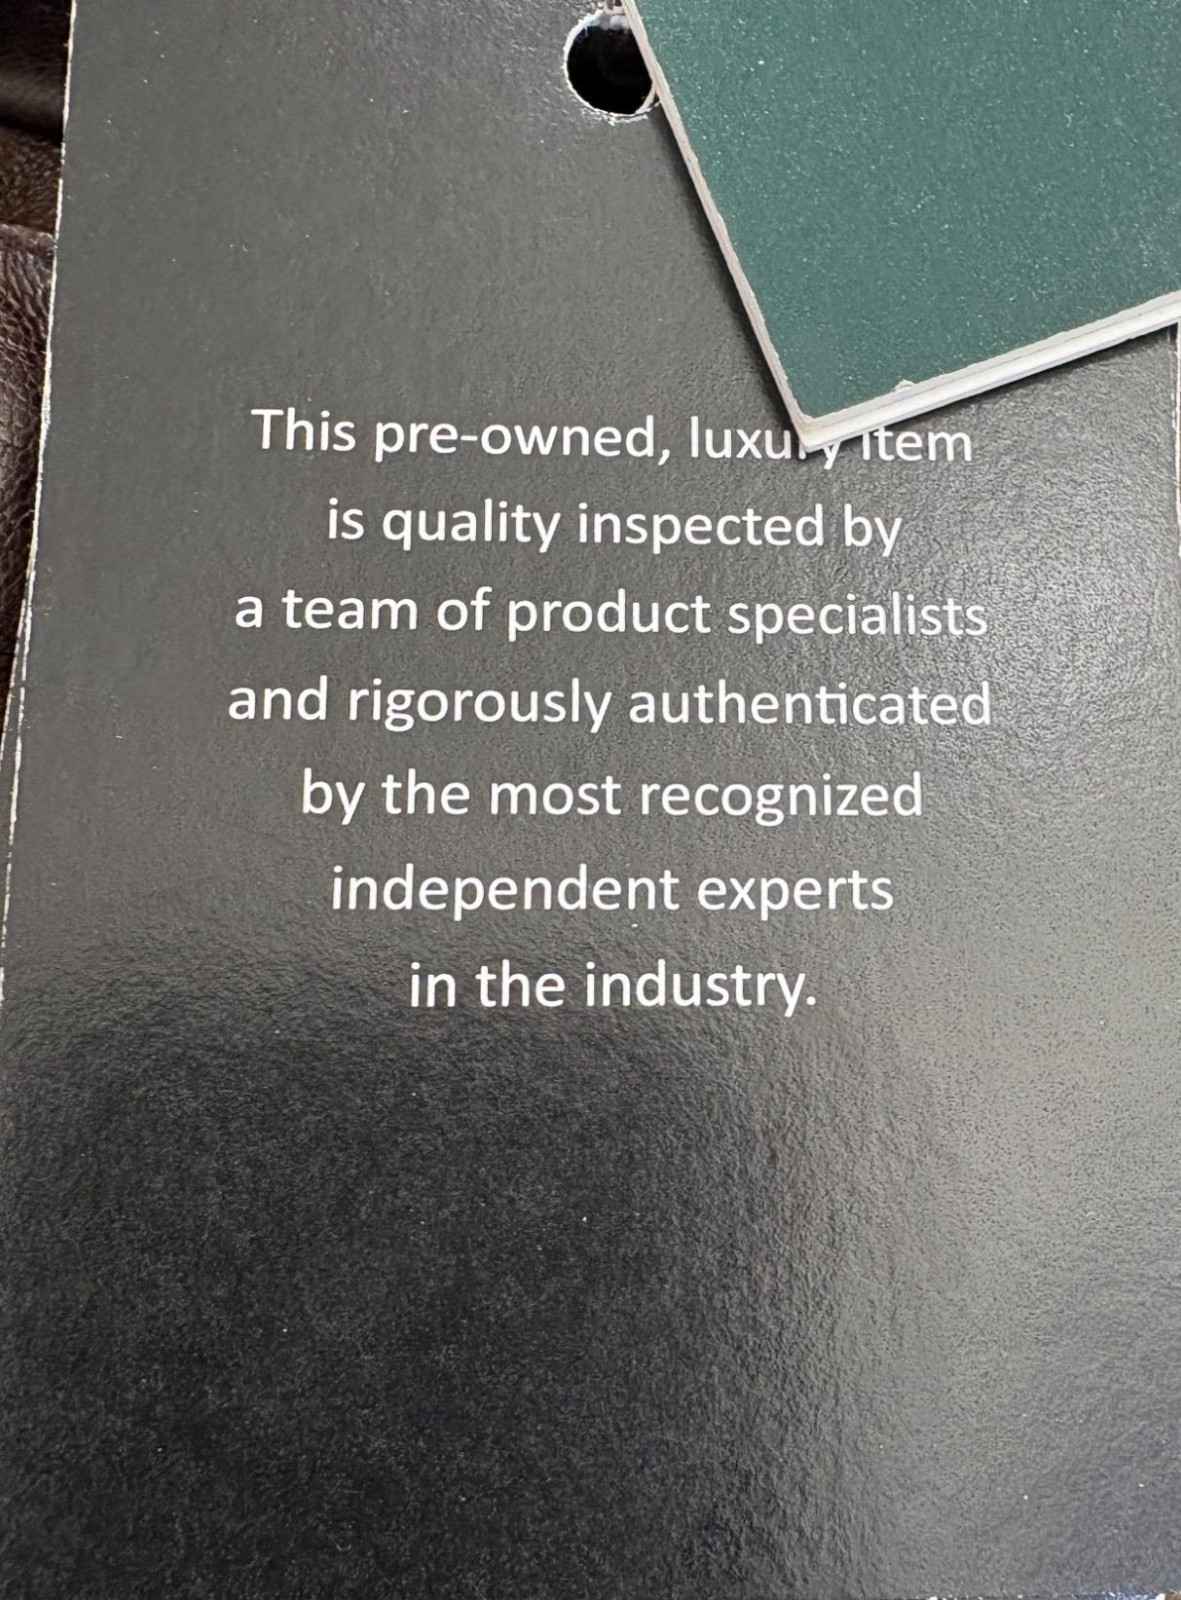 This pre-owned, luxury item
is quality inspected by
a team of product specialists
and rigorously authenticated
by the most recognized
independent experts
in the industry.